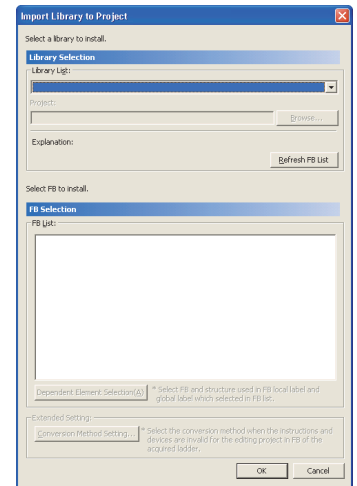 Import Library to Project
Select a library to install.
Library Selection
Library List:
Project:
Browse...
Explanation:
Refresh FB List
Select FB to install.
FB Selection
FB List:
Dependent Element Selection(A)
* Select FB and structure used in FB local label and
global label which selected in FB list.
Extended Setting:
Conversion Method Setting...
* Select the conversion method when the instructions and
devices are invalid for the editing project in FB of the
acquired ladder.
OK
Cancel